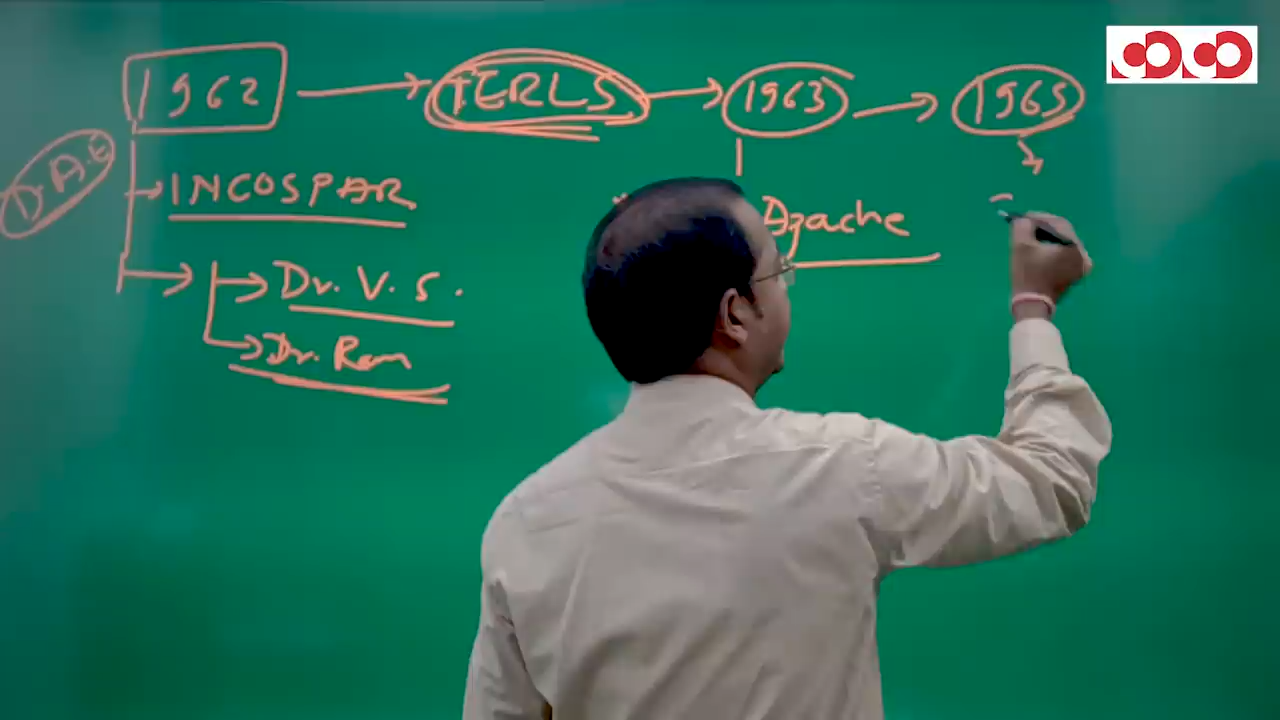 1962 → TERLS → 1963 → 1965
D.A.E
INCOSPAR
Apache
Dr. V. S.
Dr. Ram